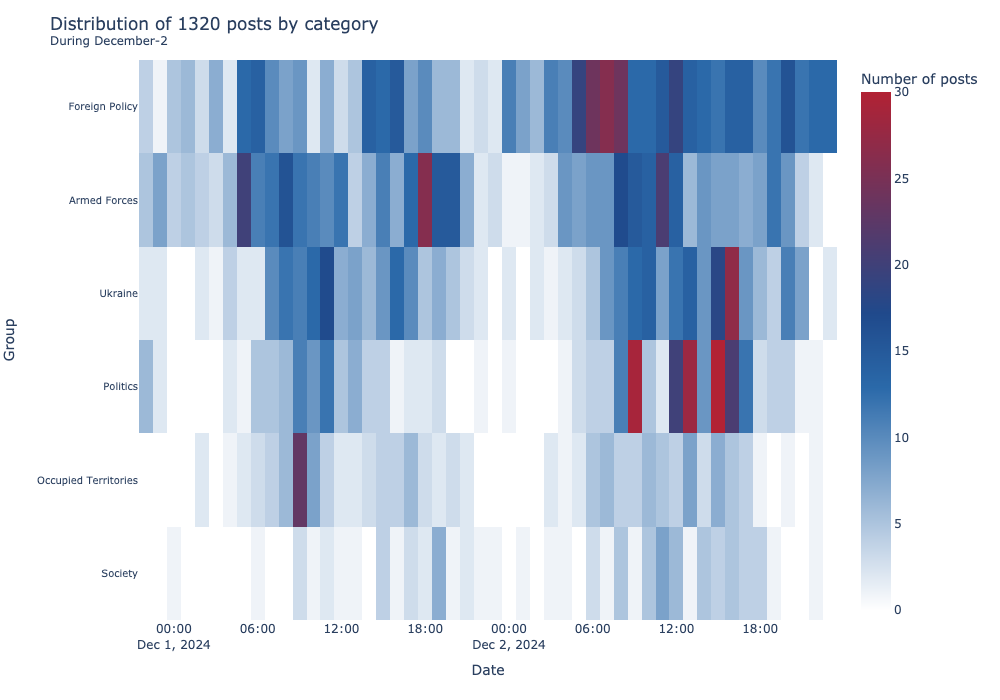 Distribution of 1320 posts by category
During December-2
Number of posts
30
25
20
15
10
5
0
Group
Foreign Policy
Armed Forces
Ukraine
Politics
Occupied Territories
Society
00:00 06:00 12:00 18:00 00:00 06:00 12:00 18:00
Dec 1, 2024 Dec 2, 2024
Date